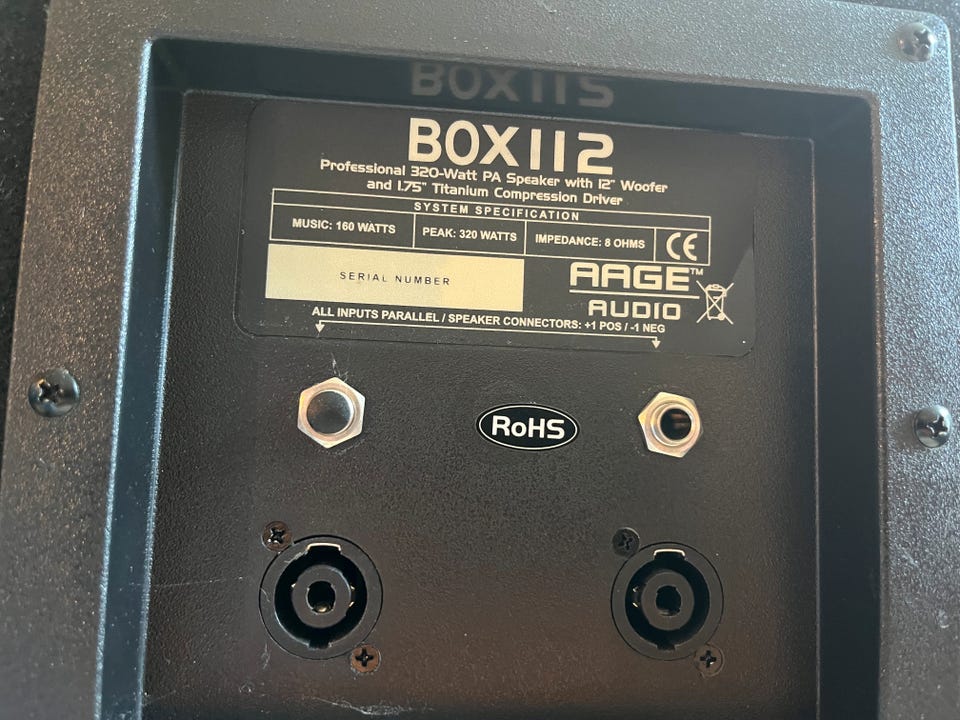 BOX112
Professional 320-Watt PA Speaker with 12" Woofer
and 1.75" Titanium Compression Driver
SYSTEM SPECIFICATION
MUSIC: 160 WATTS PEAK: 320 WATTS IMPEDANCE: 8 OHMS CE
SERIAL NUMBER
AAGE™
AUDIO
ALL INPUTS PARALLEL / SPEAKER CONNECTORS: +1 POS / -1 NEG
RoHS